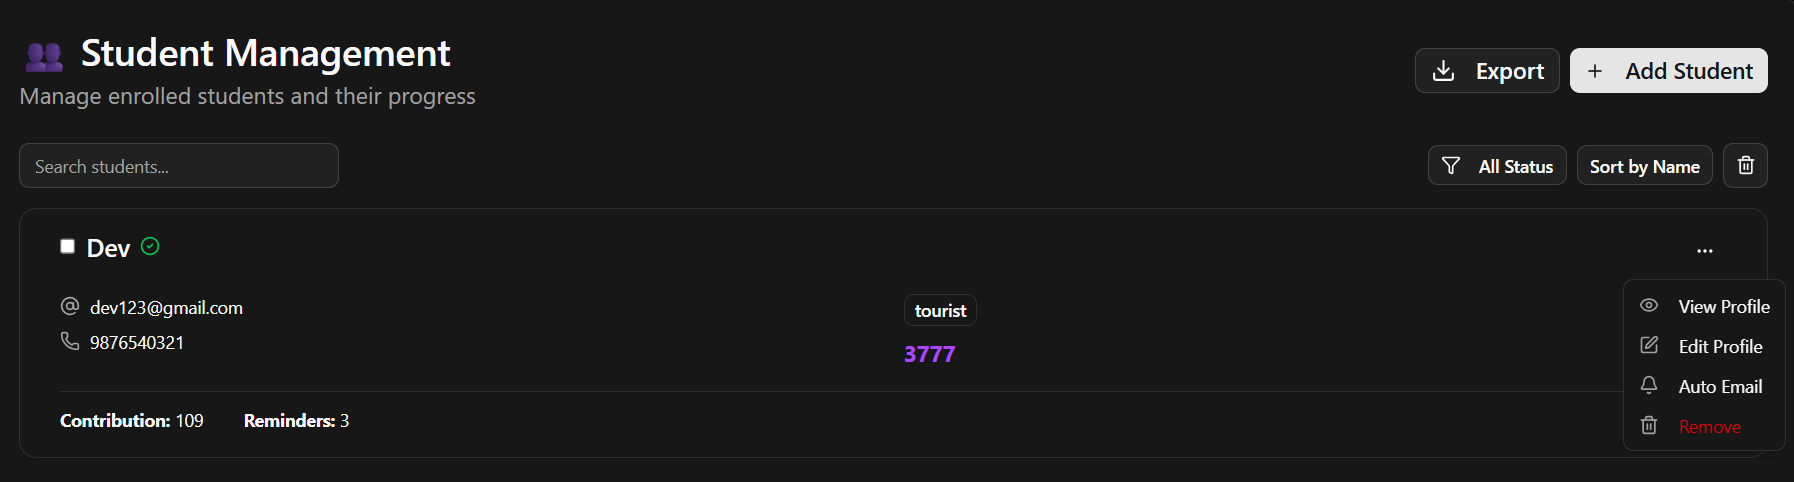 Student Management
Manage enrolled students and their progress
Export
Add Student
Search students...
All Status
Sort by Name
Dev
dev123@gmail.com
9876540321
tourist
3777
Contribution: 109
Reminders: 3
View Profile
Edit Profile
Auto Email
Remove